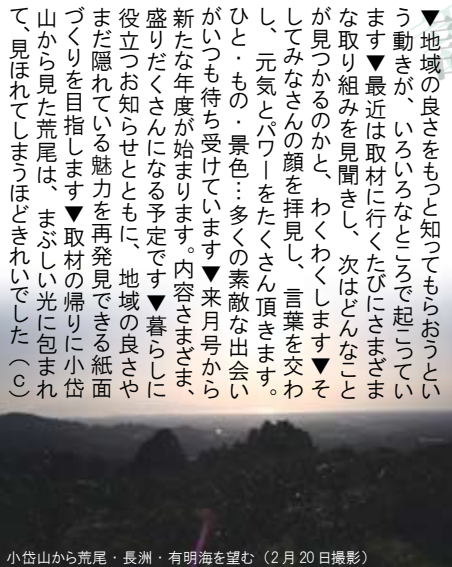 ▼地域の良さをもっと知ってもらおうとい
う動きが、いろいろなところで起こってい
ます▼最近は取材に行くたびにさまざま
な取り組みを見聞きし、次はどんなこと
が見つかるのかと、わくわくします▼そ
してみなさんの顔を拝見し、言葉を交わ
し、元気とパワーをたくさん頂きます。
ひと・もの・景色…多くの素敵な出会い
がいつも待ち受けています▼来月号から
新たな年度が始まります。内容さまざま、
盛りだくさんになる予定です▼暮らしに
役立つお知らせとともに、地域の良さや
まだ隠れている魅力を再発見できる紙面
づくりを目指します▼取材の帰りに小岱
山から見た荒尾は、まぶしい光に包まれ
て、見ほれてしまうほどきれいでした（C）
小岱山から荒尾・長洲・有明海を望む（2月20日撮影）